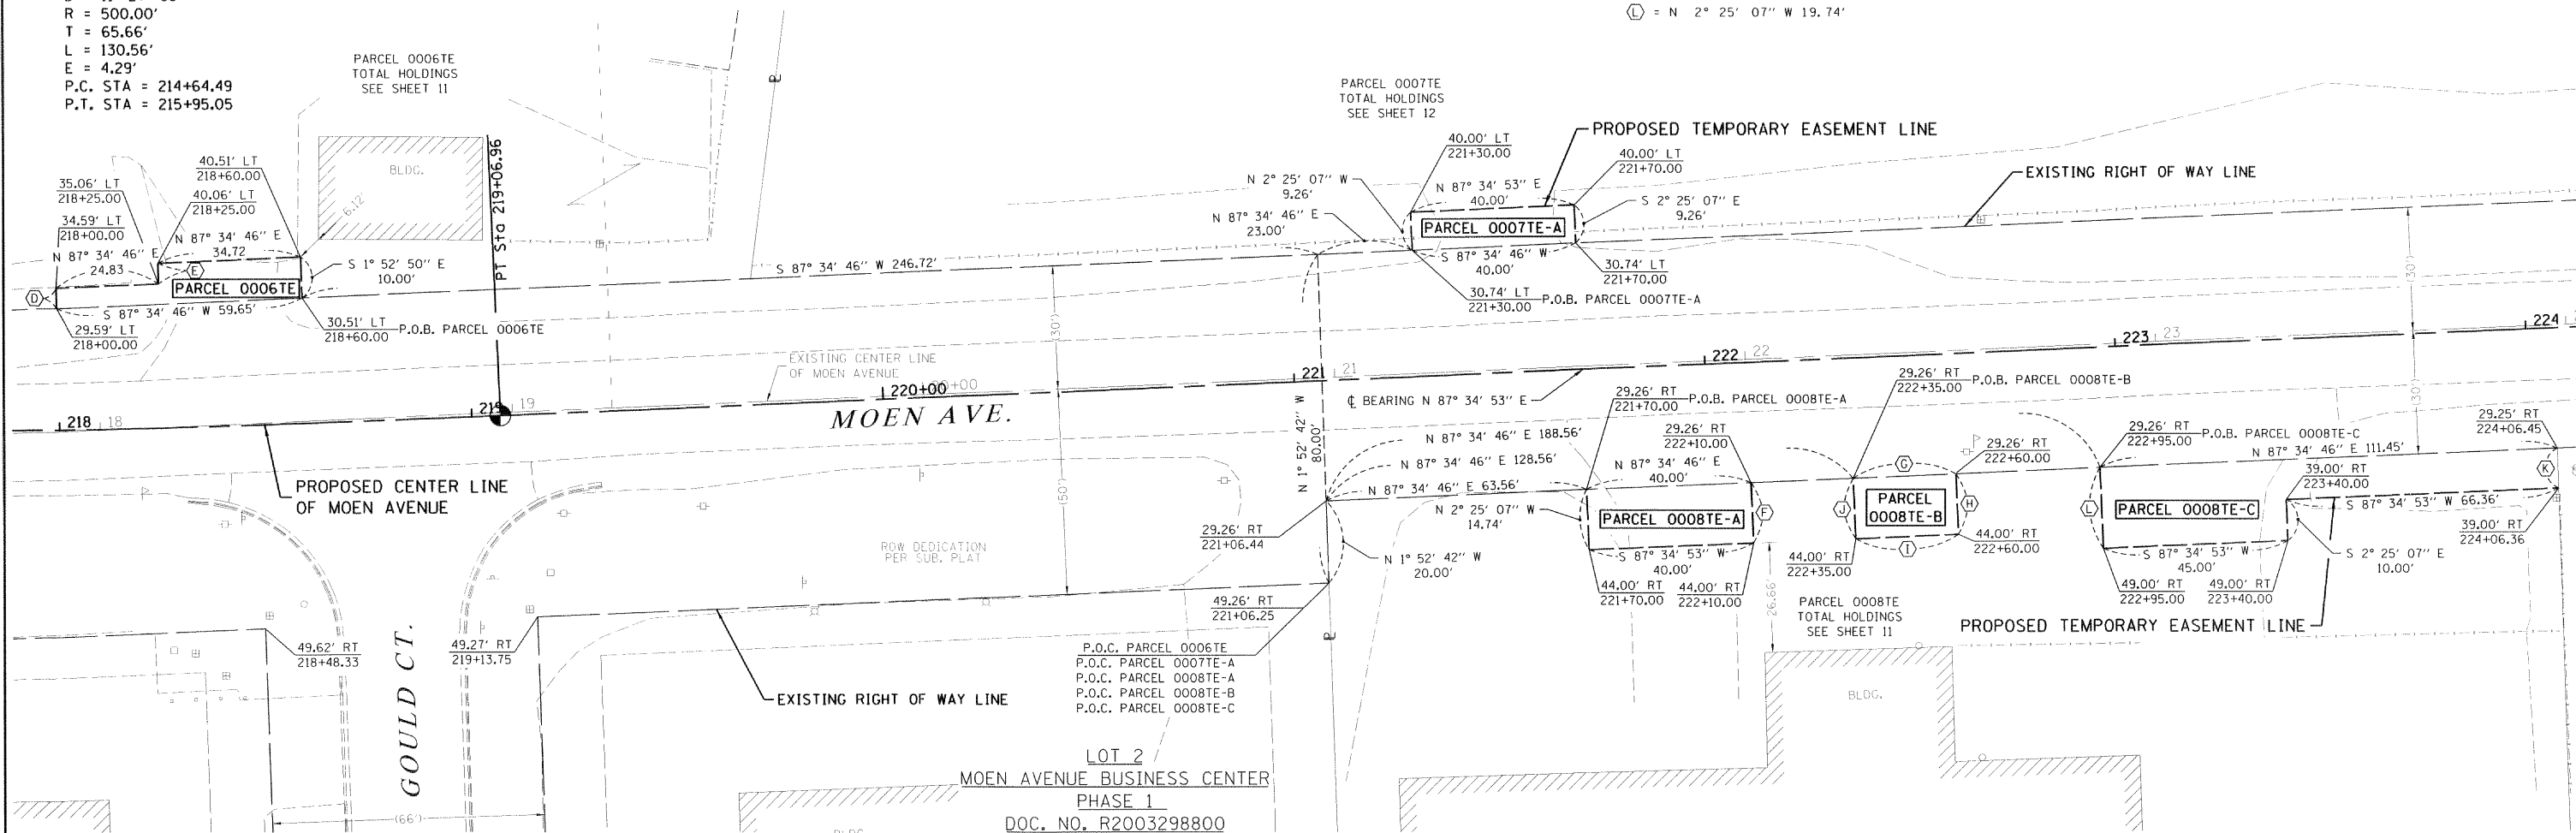 R = 500.00'
T = 65.66'
L = 130.56'
E = 4.29'
P.C. STA = 214+64.49
P.T. STA = 215+95.05
L = N 2° 25' 07" W 19.74'
PARCEL 0006TE
TOTAL HOLDINGS
SEE SHEET 11
PARCEL 0007TE
TOTAL HOLDINGS
SEE SHEET 12
40.51' LT
218+60.00
35.06' LT
218+25.00
40.06' LT
218+25.00
34.59' LT
218+00.00
N 87° 34' 46" E
24.83
N 87° 34' 46" E
34.72
E
S 1° 52' 50" E
10.00'
D
PARCEL 0006TE
S 87° 34' 46" W 59.65'
29.59' LT
218+00.00
30.51' LT
218+60.00
P.O.B. PARCEL 0006TE
BLDG.
6.12'
PT Sta 219+06.96
P
S 87° 34' 46" W 246.72'
40.00' LT
221+30.00
PROPOSED TEMPORARY EASEMENT LINE
40.00' LT
221+70.00
N 2° 25' 07" W
9.26'
N 87° 34' 53" E
40.00'
S 2° 25' 07" E
9.26'
N 87° 34' 46" E
23.00'
PARCEL 0007TE-A
S 87° 34' 46" W
40.00'
30.74' LT
221+70.00
30.74' LT
221+30.00
P.O.B. PARCEL 0007TE-A
EXISTING RIGHT OF WAY LINE
(30')
(30')
EXISTING CENTER LINE
OF MOEN AVENUE
218 18
219 19
220+00
221 21
222 22
223 23
224
MOEN AVE.
℄ BEARING N 87° 34' 53" E
N 1° 52' 42" W
80.00'
PROPOSED CENTER LINE
OF MOEN AVENUE
(50')
(30')
ROW DEDICATION
PER SUB. PLAT
N 87° 34' 46" E 188.56'
N 87° 34' 46" E 128.56'
N 87° 34' 46" E 63.56'
29.26' RT
221+70.00
P.O.B. PARCEL 0008TE-A
29.26' RT
222+10.00
N 87° 34' 46" E
40.00'
N 2° 25' 07" W
14.74'
PARCEL 0008TE-A
F
S 87° 34' 53" W
40.00'
44.00' RT
221+70.00
44.00' RT
222+10.00
29.26' RT
221+06.44
N 1° 52' 42" W
20.00'
49.26' RT
221+06.25
29.26' RT
222+35.00
P.O.B. PARCEL 0008TE-B
29.26' RT
222+60.00
G
J
PARCEL
0008TE-B
H
I
44.00' RT
222+35.00
44.00' RT
222+60.00
29.26' RT
222+95.00
P.O.B. PARCEL 0008TE-C
N 87° 34' 46" E 111.45'
29.25' RT
224+06.45
39.00' RT
223+40.00
K
L
PARCEL 0008TE-C
S 87° 34' 53" W 66.36'
39.00' RT
224+06.36
S 87° 34' 53" W
45.00'
S 2° 25' 07" E
10.00'
49.00' RT
222+95.00
49.00' RT
223+40.00
PARCEL 0008TE
TOTAL HOLDINGS
SEE SHEET 11
PROPOSED TEMPORARY EASEMENT LINE
26.66'
BLDG.
49.62' RT
218+48.33
49.27' RT
219+13.75
GOULD CT.
(66')
EXISTING RIGHT OF WAY LINE
P.O.C. PARCEL 0006TE
P.O.C. PARCEL 0007TE-A
P.O.C. PARCEL 0008TE-A
P.O.C. PARCEL 0008TE-B
P.O.C. PARCEL 0008TE-C
P
LOT 2
MOEN AVENUE BUSINESS CENTER
PHASE 1
DOC. NO. R2003298800